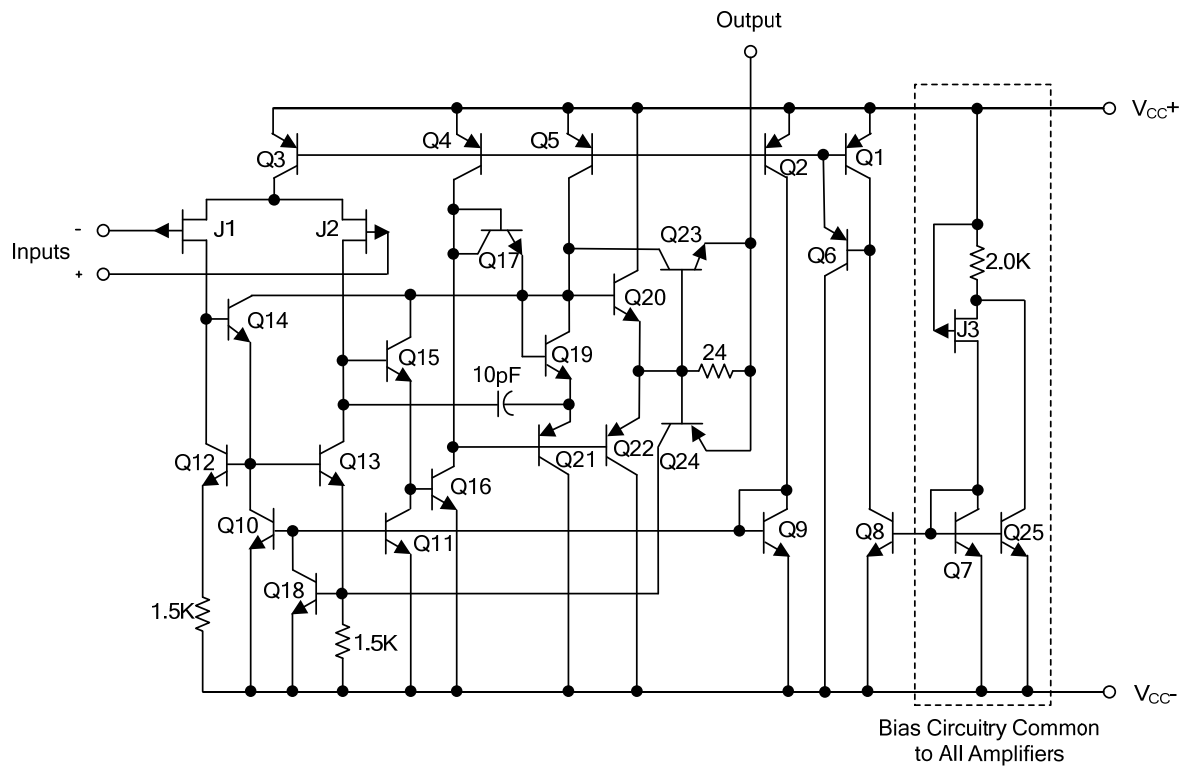 Output
V_CC+
Q3
Q4
Q5
Q2
Q1
-
Inputs
+
J1
J2
Q17
Q23
Q6
2.0K
J3
Q14
Q20
Q15
Q19
24
10pF
Q12
Q13
Q16
Q21
Q22
Q24
Q10
Q11
Q9
Q8
Q7
Q25
Q18
1.5K
1.5K
V_CC-
Bias Circuitry Common
to All Amplifiers